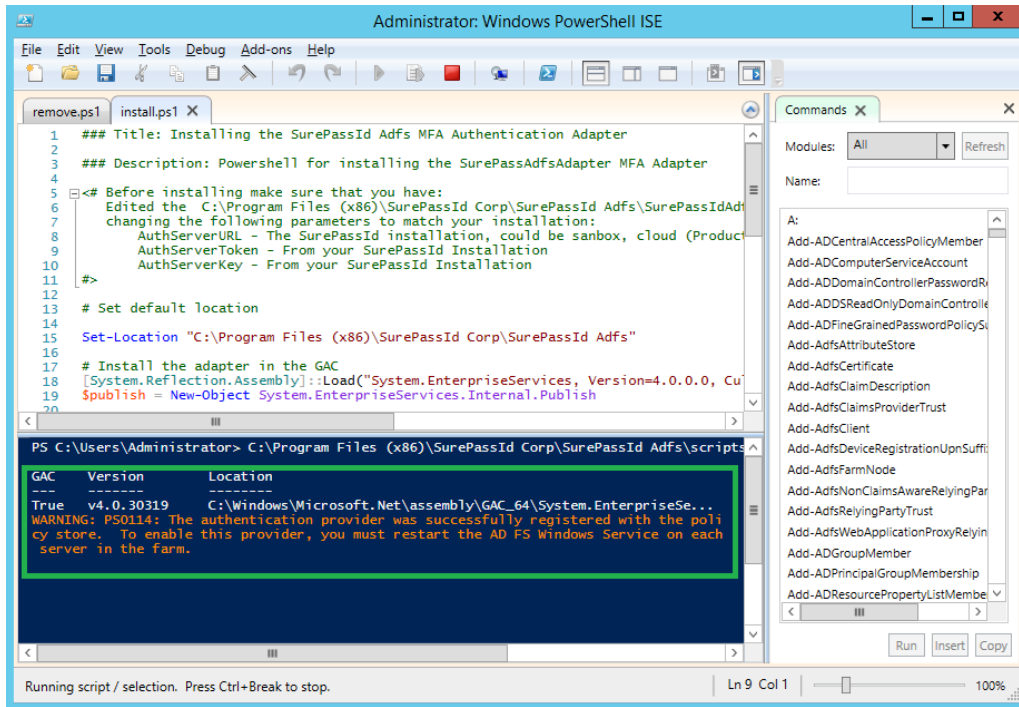 Administrator: Windows PowerShell ISE
File Edit View Tools Debug Add-ons Help
remove.ps1 install.ps1
1 ### Title: Installing the SurePassId Adfs MFA Authentication Adapter
2
3 ### Description: Powershell for installing the SurePassAdfsAdapter MFA Adapter
4
5 <# Before installing make sure that you have:
6 Edited the C:\Program Files (x86)\SurePassId Corp\SurePassId Adfs\SurePassIdAdf
7 changing the following parameters to match your installation:
8 AuthServerURL - The SurePassId installation, could be sanbox, cloud (Product
9 AuthServerToken - From your SurePassId Installation
10 AuthServerKey - From your SurePassId Installation
11 #>
12
13 # Set default location
14
15 Set-Location "C:\Program Files (x86)\SurePassId Corp\SurePassId Adfs"
16
17 # Install the adapter in the GAC
18 [System.Reflection.Assembly]::Load("System.EnterpriseServices, Version=4.0.0.0, Cul
19 $publish = New-Object System.EnterpriseServices.Internal.Publish
20
PS C:\Users\Administrator> C:\Program Files (x86)\SurePassId Corp\SurePassId Adfs\scripts
GAC Version Location
--- ------- --------
True v4.0.30319 C:\Windows\Microsoft.Net\assembly\GAC_64\System.EnterpriseSe...
WARNING: PS0114: The authentication provider was successfully registered with the poli
cy store. To enable this provider, you must restart the AD FS Windows Service on each
server in the farm.
Commands
Modules: All Refresh
Name:
A:
Add-ADCentralAccessPolicyMember
Add-ADComputerServiceAccount
Add-ADDomainControllerPasswordRe
Add-ADDSReadOnlyDomainControlle
Add-ADFineGrainedPasswordPolicySu
Add-AdfsAttributeStore
Add-AdfsCertificate
Add-AdfsClaimDescription
Add-AdfsClaimsProviderTrust
Add-AdfsClient
Add-AdfsDeviceRegistrationUpnSuffi
Add-AdfsFarmNode
Add-AdfsNonClaimsAwareRelyingPar
Add-AdfsRelyingPartyTrust
Add-AdfsWebApplicationProxyRelyin
Add-ADGroupMember
Add-ADPrincipalGroupMembership
Add-ADResourcePropertyListMembe
Run Insert Copy
Running script / selection. Press Ctrl+Break to stop.
Ln 9 Col 1
100%